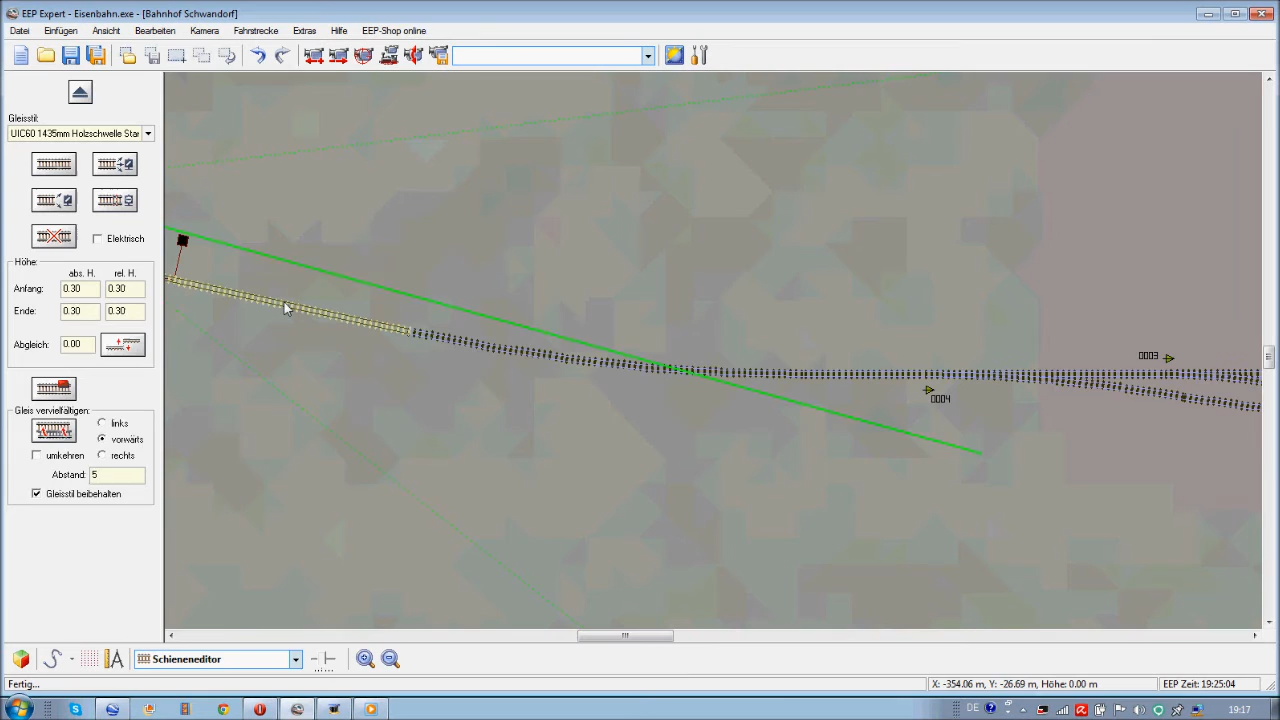 EEP Expert - Eisenbahn.exe - [Bahnhof Schwandorf]
Datei Einfügen Ansicht Bearbeiten Kamera Fahrstrecke Extras Hilfe EEP-Shop online
Gleisstil:
UIC60 1435mm Holzschwelle Star
Elektrisch
Höhe:
abs. H. rel. H.
Anfang: 0.30 0.30
Ende: 0.30 0.30
Abgleich: 0.00
Gleis vervielfältigen:
links
vorwärts
umkehren rechts
Abstand: 5
Gleisstil beibehalten
0003
0004
Schieneneditor
Fertig... X: -354.06 m, Y: -26.69 m, Höhe: 0.00 m EEP Zeit: 19:25:04
DE 19:17